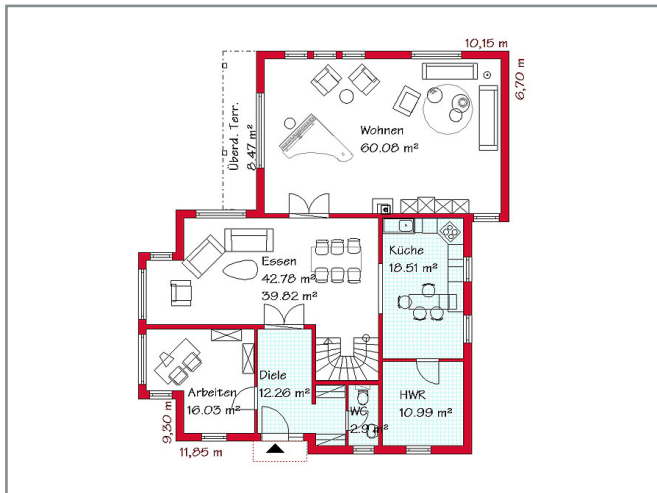 10,15 m
6,70 m
Überd. Terr.
8.47 m²
Wohnen
60.08 m²
Essen
42.78 m²
39.82 m²
Küche
18.51 m²
Diele
12.26 m²
Arbeiten
16.03 m²
WC
2.9 m²
HWR
10.99 m²
9,30 m
11,85 m